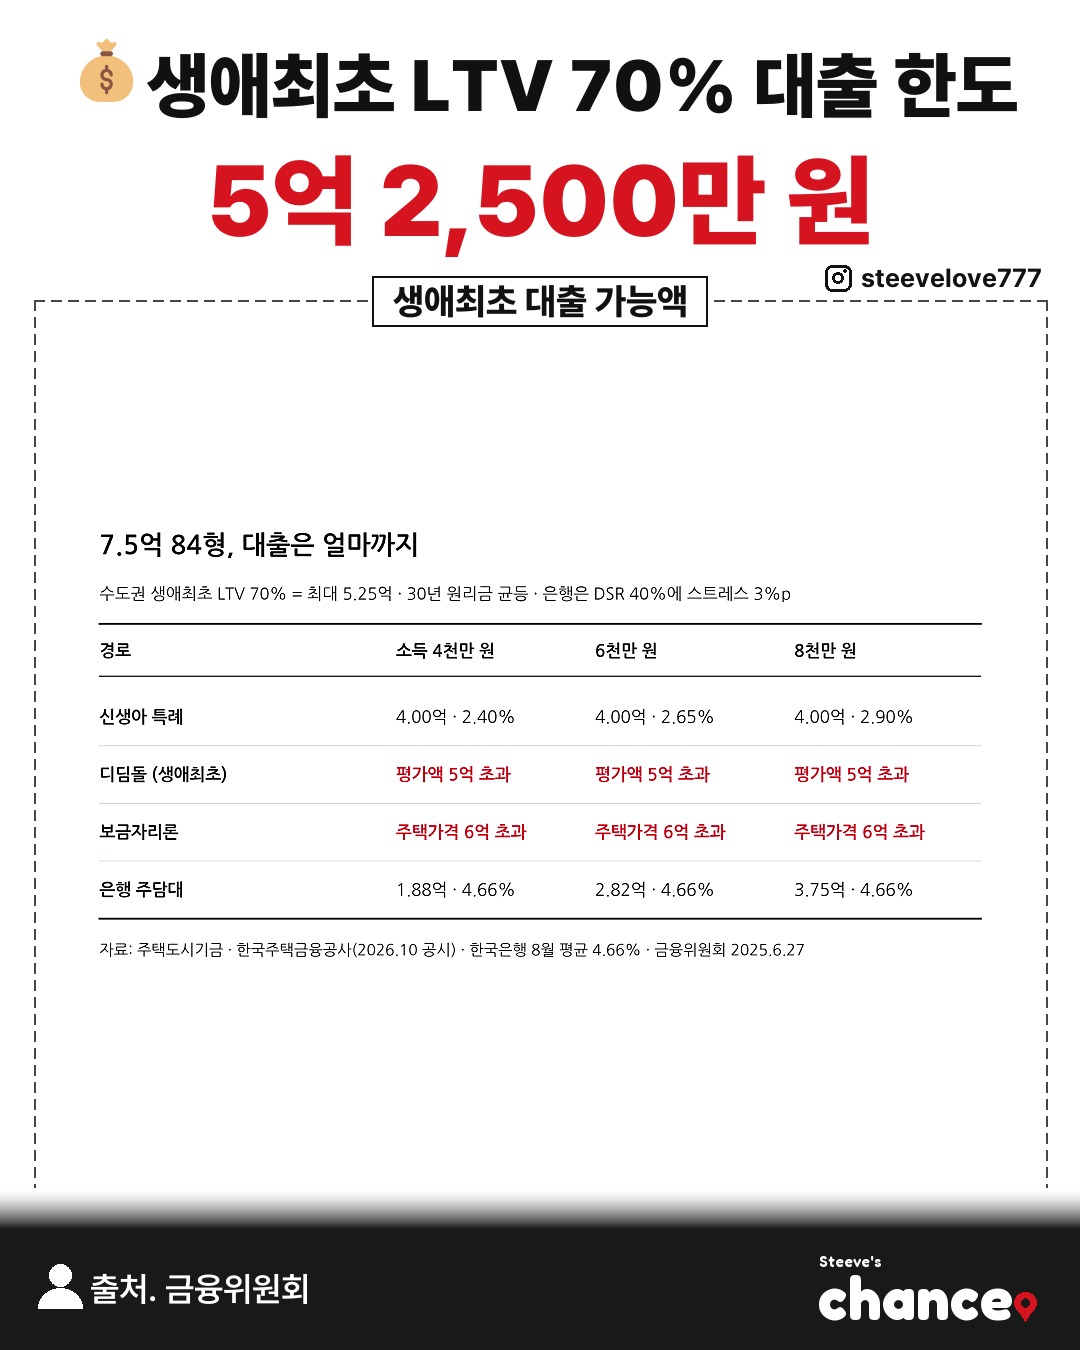 생애최초 LTV 70% 대출 한도
5억 2,500만 원
steevelove777
생애최초 대출 가능액
7.5억 84형, 대출은 얼마까지
수도권 생애최초 LTV 70% = 최대 5.25억 · 30년 원리금 균등 · 은행은 DSR 40%에 스트레스 3%p
경로 소득 4천만 원 6천만 원 8천만 원
신생아 특례 4.00억 · 2.40% 4.00억 · 2.65% 4.00억 · 2.90%
디딤돌 (생애최초) 평가액 5억 초과 평가액 5억 초과 평가액 5억 초과
보금자리론 주택가격 6억 초과 주택가격 6억 초과 주택가격 6억 초과
은행 주담대 1.88억 · 4.66% 2.82억 · 4.66% 3.75억 · 4.66%
자료: 주택도시기금 · 한국주택금융공사(2026.10 공시) · 한국은행 8월 평균 4.66% · 금융위원회 2025.6.27
출처. 금융위원회
Steeve's
chance